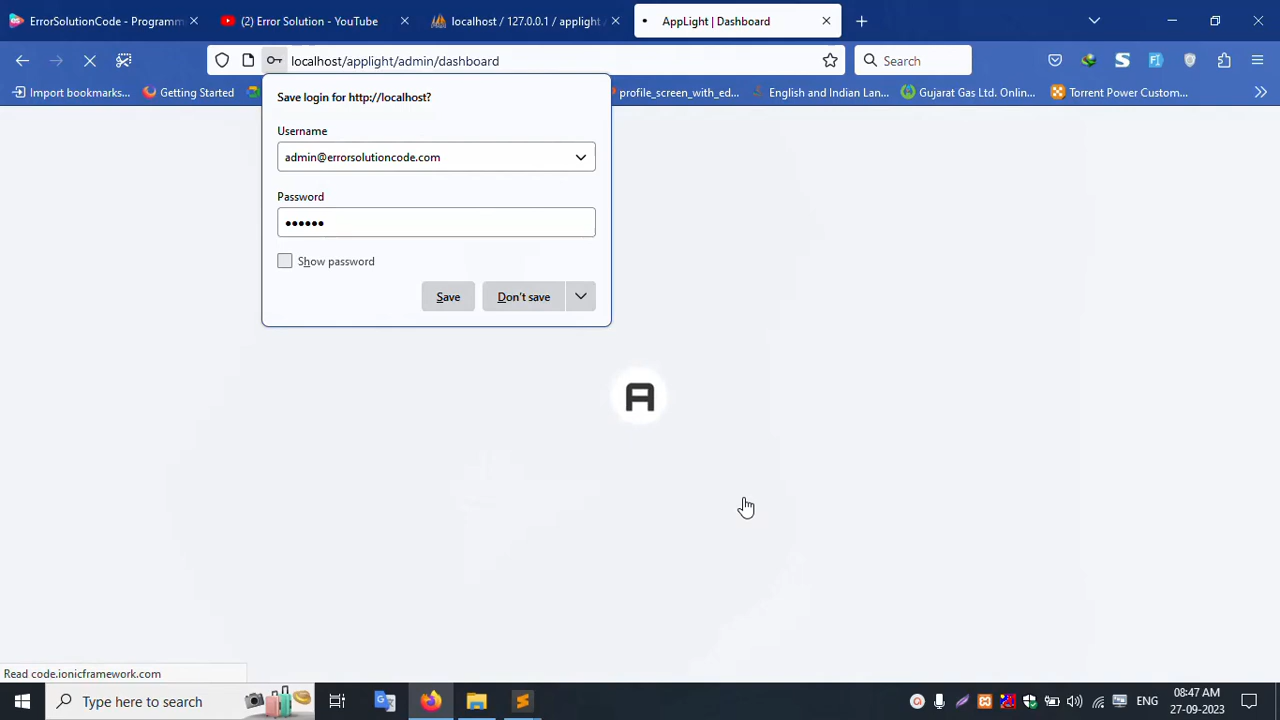 ErrorSolutionCode - Programm
(2) Error Solution - YouTube
localhost / 127.0.0.1 / applight
AppLight | Dashboard
localhost/applight/admin/dashboard
Search
Import bookmarks...
Getting Started
profile_screen_with_ed...
English and Indian Lan...
Gujarat Gas Ltd. Onlin...
Torrent Power Custom...
Save login for http://localhost?
Username
admin@errorsolutioncode.com
Password
••••••
Show password
Save
Don't save
A
Read code.ionicframework.com
Type here to search
ENG
08:47 AM
27-09-2023